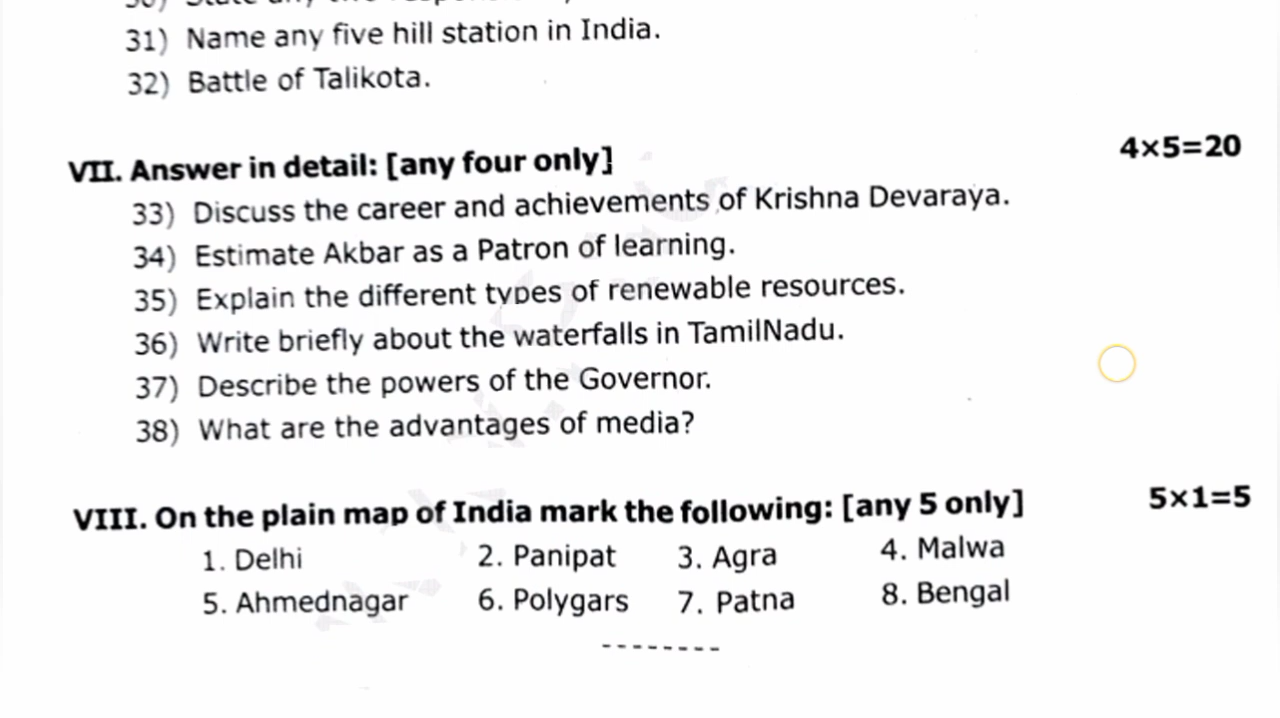 31) Name any five hill station in India.
32) Battle of Talikota.
VII. Answer in detail: [any four only] 4×5=20
33) Discuss the career and achievements of Krishna Devaraya.
34) Estimate Akbar as a Patron of learning.
35) Explain the different types of renewable resources.
36) Write briefly about the waterfalls in TamilNadu.
37) Describe the powers of the Governor.
38) What are the advantages of media?
VIII. On the plain map of India mark the following: [any 5 only] 5×1=5
1. Delhi 2. Panipat 3. Agra 4. Malwa
5. Ahmednagar 6. Polygars 7. Patna 8. Bengal
--------